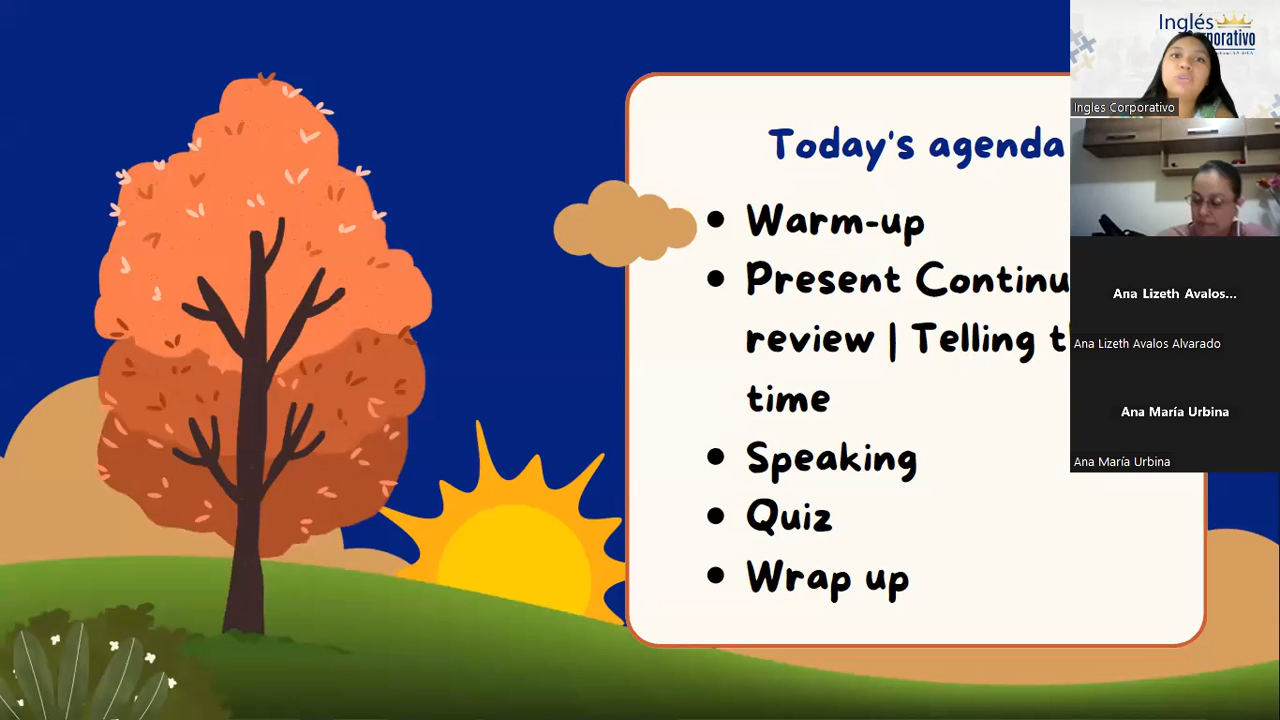 Today's agenda
Warm-up
Present Continu
review | Telling t
time
Speaking
Quiz
Wrap up
Inglés
Ingles Corporativo
Ana Lizeth Avalos...
Ana Lizeth Avalos Alvarado
Ana María Urbina
Ana María Urbina